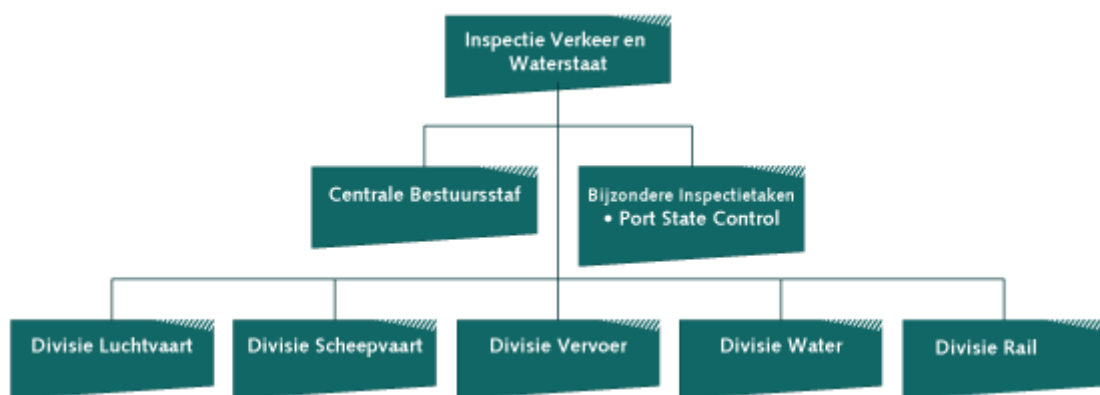 Inspectie Verkeer en
Waterstaat
Centrale Bestuursstaf
Bijzondere Inspectietaken
• Port State Control
Divisie Luchtvaart
Divisie Scheepvaart
Divisie Vervoer
Divisie Water
Divisie Rail